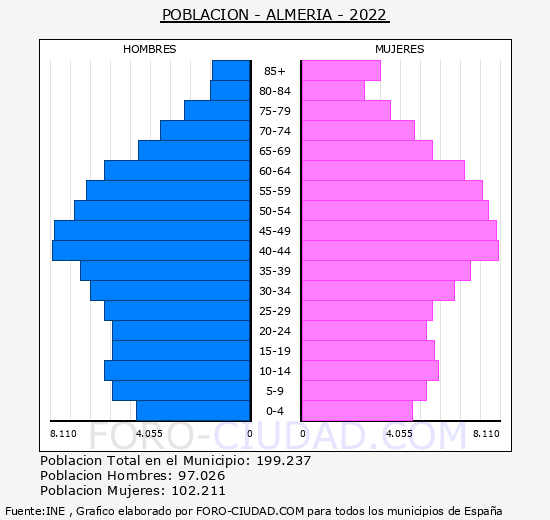 POBLACION - ALMERIA - 2022
HOMBRES MUJERES
85+
80-84
75-79
70-74
65-69
60-64
55-59
50-54
45-49
40-44
35-39
30-34
25-29
20-24
15-19
10-14
5-9
0-4
8.110 4.055 0 0 4.055 8.110
FORO-CIUDAD.COM
Poblacion Total en el Municipio: 199.237
Poblacion Hombres: 97.026
Poblacion Mujeres: 102.211
Fuente:INE , Grafico elaborado por FORO-CIUDAD.COM para todos los municipios de España